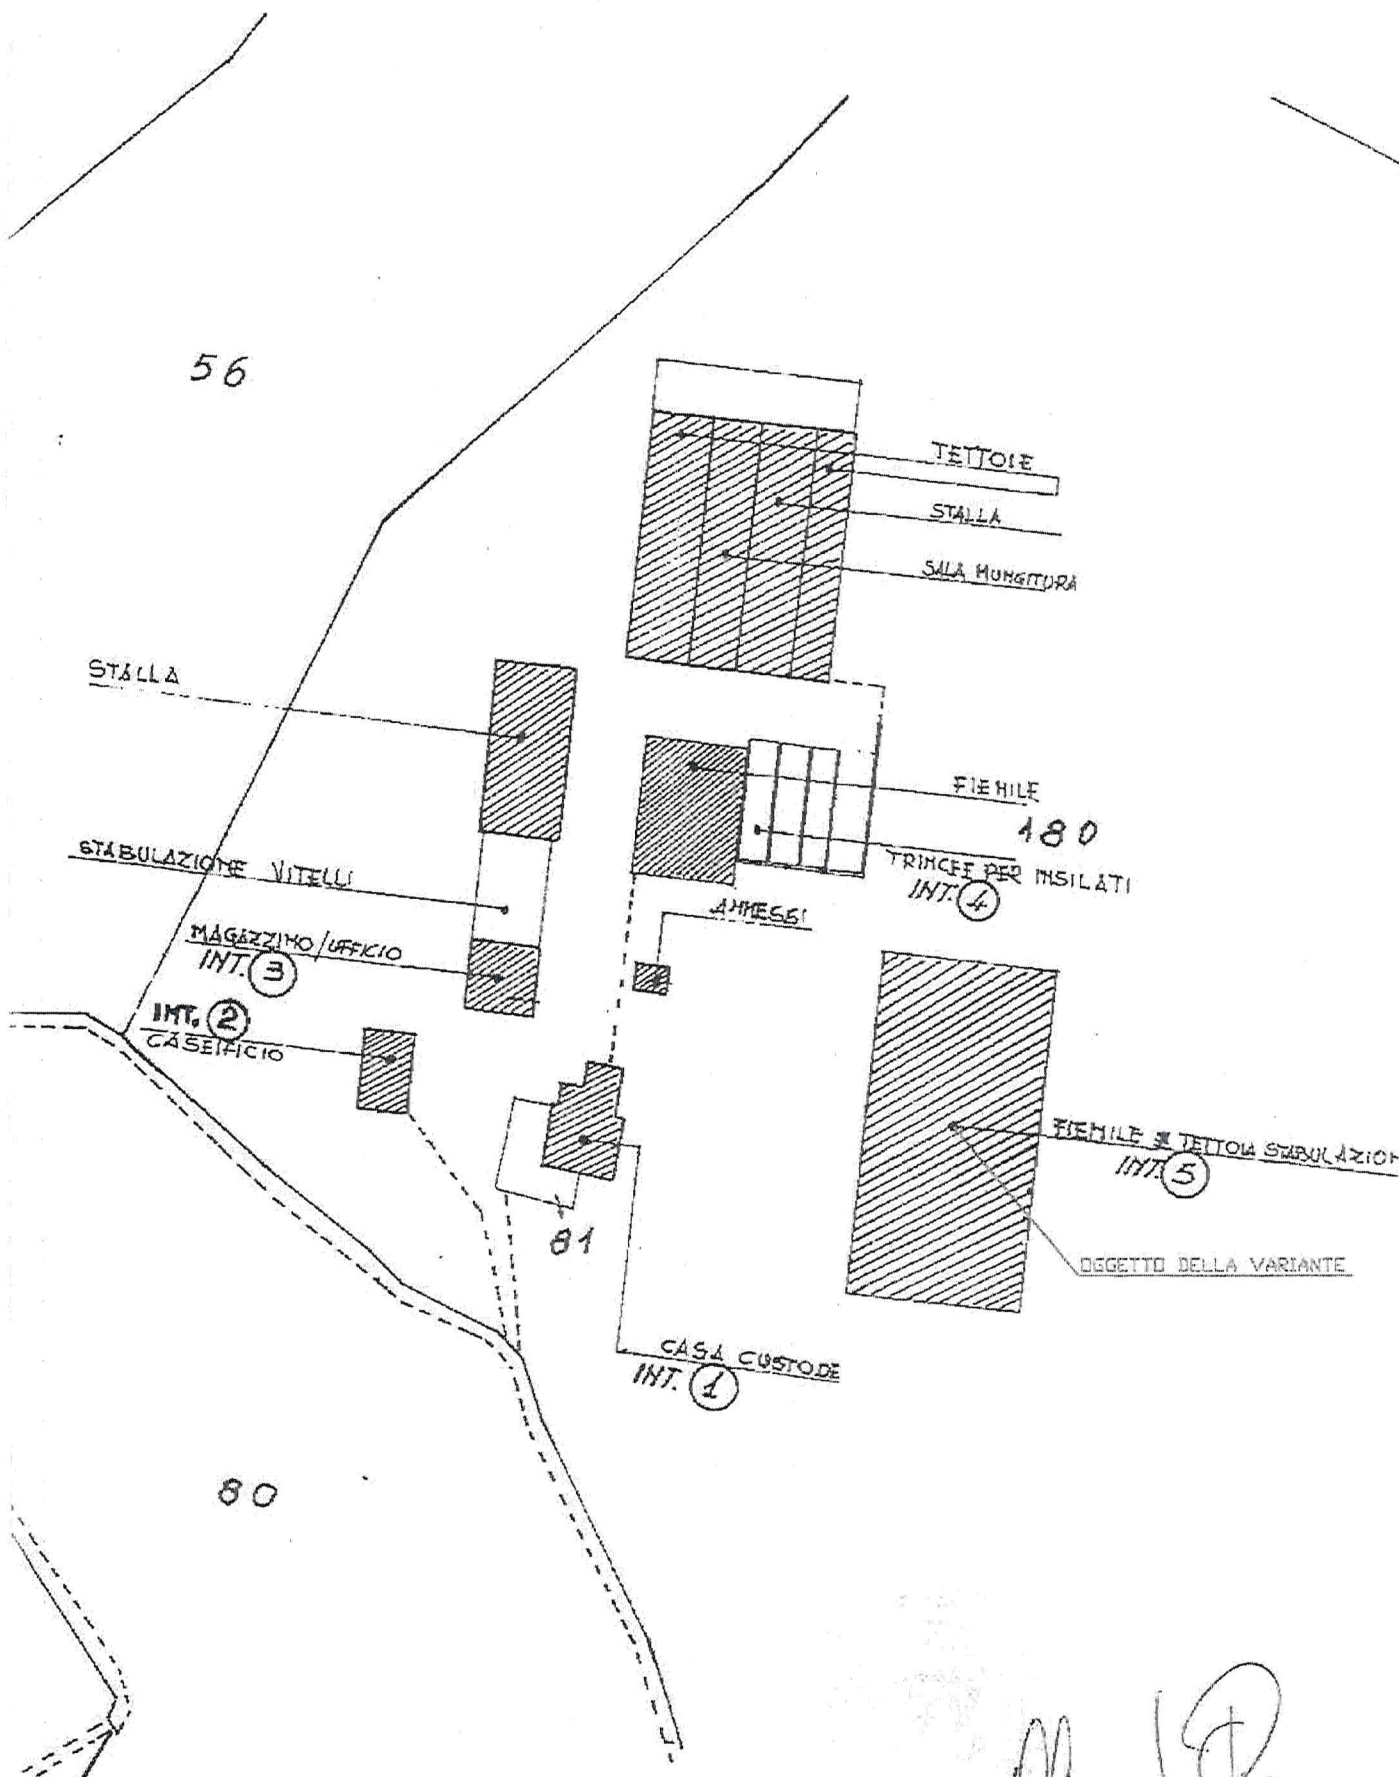 56
TETTOIE
STALLA
SALA MUNGITURA
STALLA
FIENILE
180
STABULAZIONE VITELLI
TRINCEE PER INSILATI
INT. 4
ANNESSI
MAGAZZINO/UFFICIO
INT. 3
INT. 2
CASEIFICIO
FIENILE E TETTOIA STABULAZION
INT. 5
81
OGGETTO DELLA VARIANTE
CASA CUSTODE
INT. 1
80